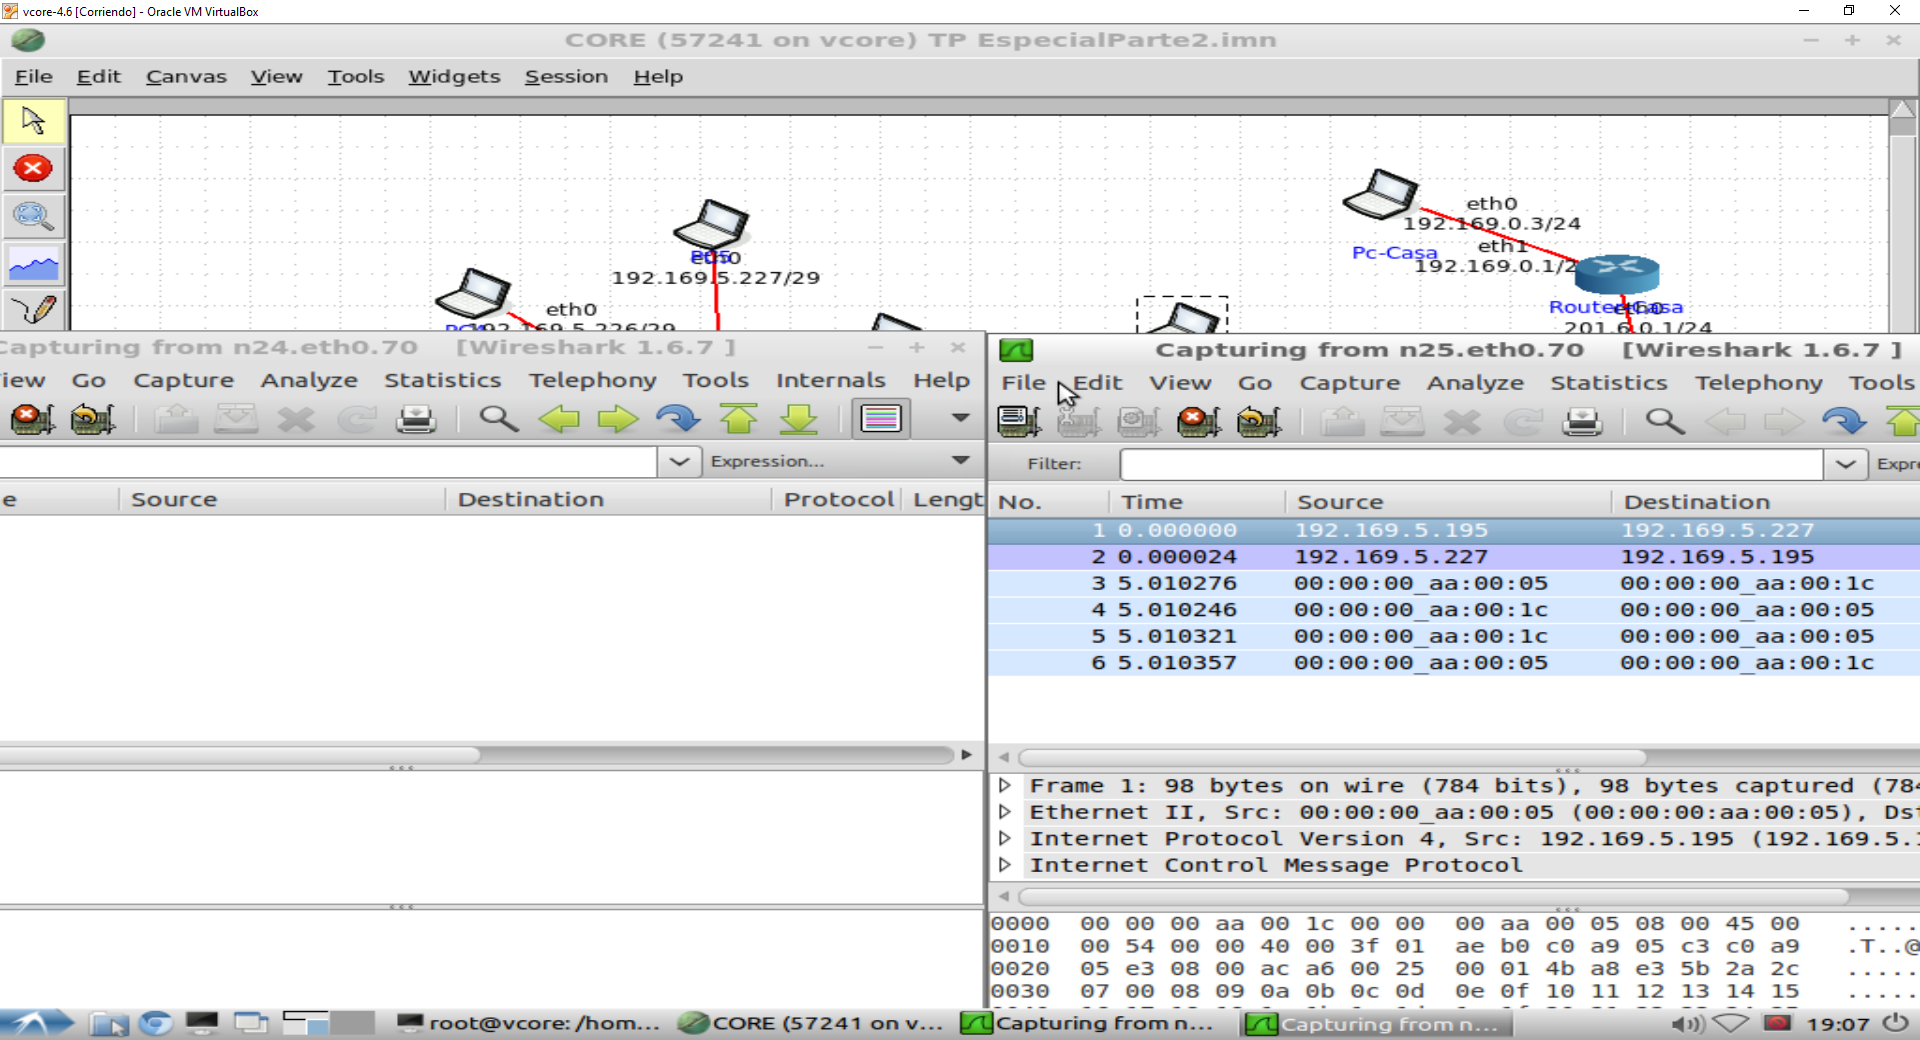 vcore-4.6 [Corriendo] - Oracle VM VirtualBox
CORE (57241 on vcore) TP EspecialParte2.imn
File Edit Canvas View Tools Widgets Session Help
eth0
192.169.0.3/24
eth1
Pc-Casa
192.169.0.1/2
eth0
192.169.5.227/29
eth0
192.169.5.226/29
Router-Casa
201.6.0.1/24
Capturing from n24.eth0.70 [Wireshark 1.6.7 ]
iew Go Capture Analyze Statistics Telephony Tools Internals Help
Expression...
e Source Destination Protocol Lengt
Capturing from n25.eth0.70 [Wireshark 1.6.7 ]
File Edit View Go Capture Analyze Statistics Telephony Tools
Filter: Expre
No. Time Source Destination
1 0.000000 192.169.5.195 192.169.5.227
2 0.000024 192.169.5.227 192.169.5.195
3 5.010276 00:00:00_aa:00:05 00:00:00_aa:00:1c
4 5.010246 00:00:00_aa:00:1c 00:00:00_aa:00:05
5 5.010321 00:00:00_aa:00:1c 00:00:00_aa:00:05
6 5.010357 00:00:00_aa:00:05 00:00:00_aa:00:1c
Frame 1: 98 bytes on wire (784 bits), 98 bytes captured (784
Ethernet II, Src: 00:00:00_aa:00:05 (00:00:00:aa:00:05), Dst
Internet Protocol Version 4, Src: 192.169.5.195 (192.169.5.1
Internet Control Message Protocol
0000 00 00 00 aa 00 1c 00 00 00 aa 00 05 08 00 45 00 .....
0010 00 54 00 00 40 00 3f 01 ae b0 c0 a9 05 c3 c0 a9 .T..@
0020 05 e3 08 00 ac a6 00 25 00 01 4b a8 e3 5b 2a 2c .....
0030 07 00 08 09 0a 0b 0c 0d 0e 0f 10 11 12 13 14 15 .....
root@vcore: /hom... CORE (57241 on v... Capturing from n... Capturing from n... 19:07